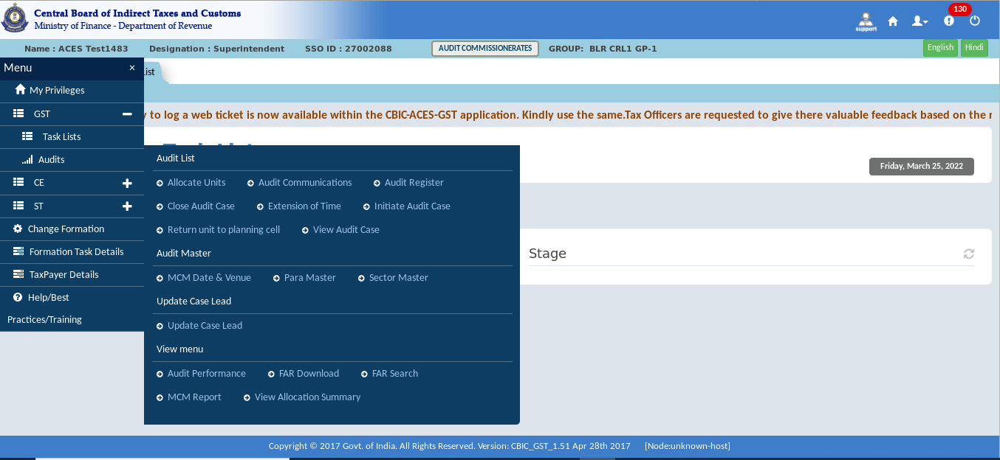 Central Board of Indirect Taxes and Customs
Ministry of Finance - Department of Revenue
support
130
Name : ACES Test1483 Designation : Superintendent SSO ID : 27002088 AUDIT COMMISSIONERATES GROUP: BLR CRL1 GP-1 English Hindi
Menu ×
List
My Privileges
GST
to log a web ticket is now available within the CBIC-ACES-GST application. Kindly use the same.Tax Officers are requested to give there valuable feedback based on the
Task Lists
Audits
CE
ST
Change Formation
Formation Task Details
TaxPayer Details
Help/Best
Practices/Training
Friday, March 25, 2022
Audit List
Allocate Units Audit Communications Audit Register
Close Audit Case Extension of Time Initiate Audit Case
Return unit to planning cell View Audit Case
Audit Master
MCM Date & Venue Para Master Sector Master
Update Case Lead
Update Case Lead
View menu
Audit Performance FAR Download FAR Search
MCM Report View Allocation Summary
Stage
Copyright © 2017 Govt. of India. All Rights Reserved. Version: CBIC_GST_1.51 Apr 28th 2017 [Node:unknown-host]